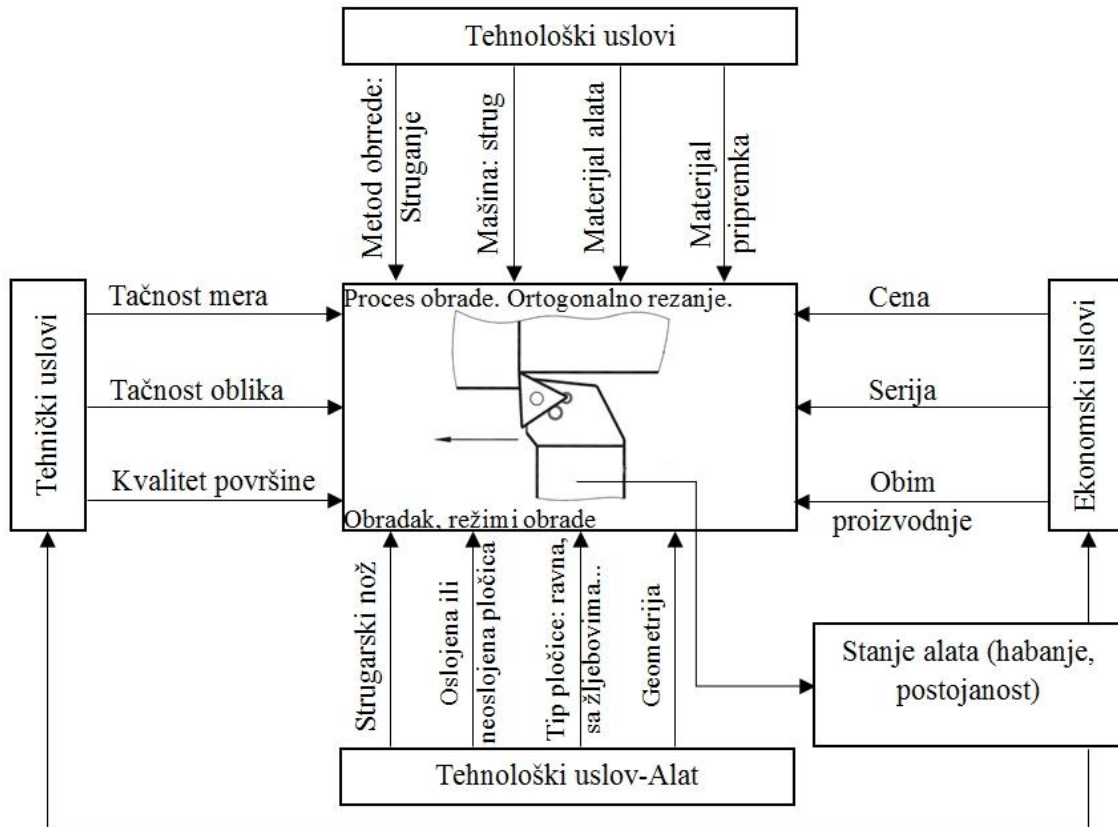 Tehnološki uslovi
Metod obrrede:
Struganje
Mašina: strug
Materijal alata
Materijal
pripremka
Tehnički uslovi
Tačnost mera
Tačnost oblika
Kvalitet površine
Proces obrade. Ortogonalno rezanje.
Obradak, režimi obrade
Cena
Serija
Obim
proizvodnje
Ekonomski uslovi
Strugarski nož
Oslojena ili
neoslojena pločica
Tip pločice: ravna,
sa žljebovima...
Geometrija
Stanje alata (habanje,
postojanost)
Tehnološki uslov-Alat